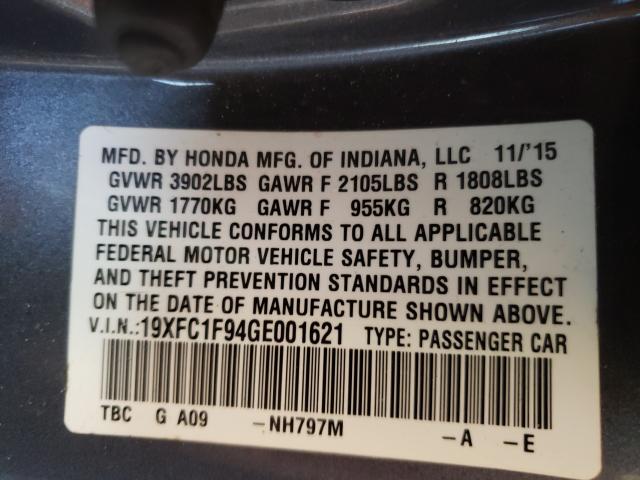 MFD. BY HONDA MFG. OF INDIANA, LLC 11/'15
GVWR 3902LBS GAWR F 2105LBS R 1808LBS
GVWR 1770KG GAWR F 955KG R 820KG
THIS VEHICLE CONFORMS TO ALL APPLICABLE
FEDERAL MOTOR VEHICLE SAFETY, BUMPER,
AND THEFT PREVENTION STANDARDS IN EFFECT
ON THE DATE OF MANUFACTURE SHOWN ABOVE.
V.I.N.:19XFC1F94GE001621 TYPE: PASSENGER CAR
TBC G A09 -NH797M -A -E